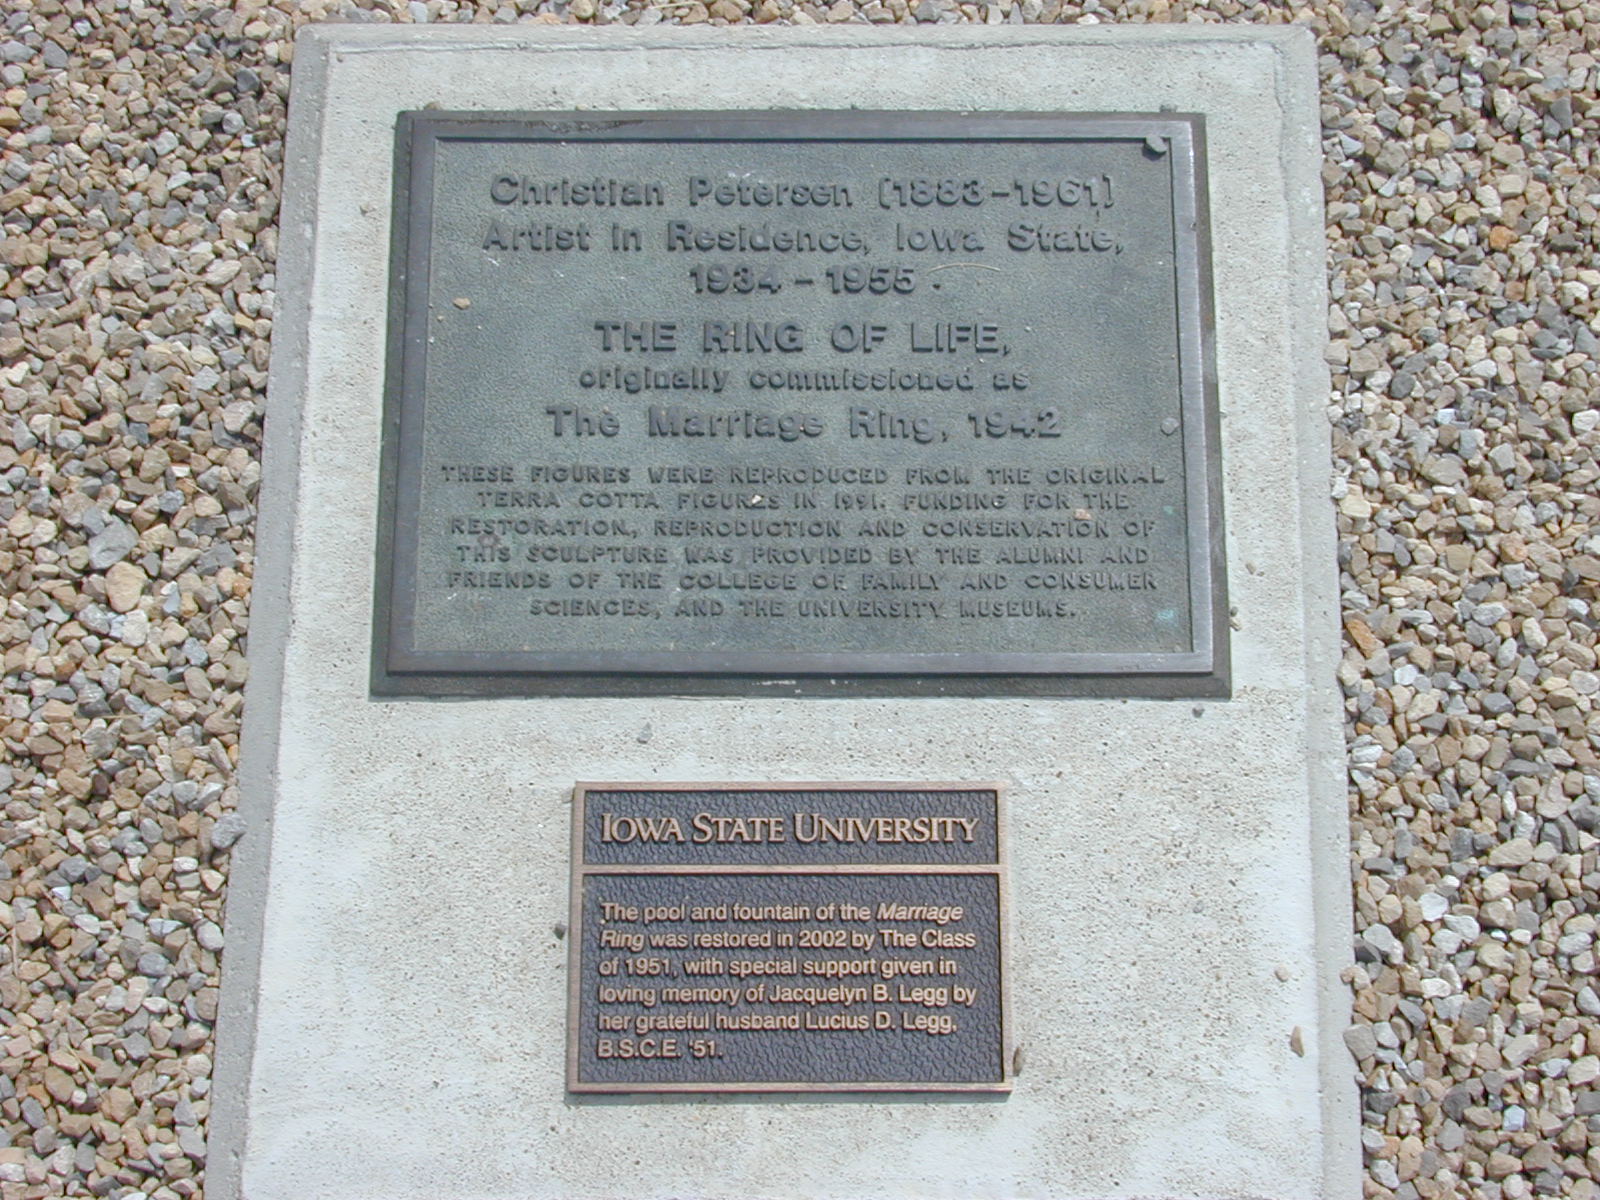 Christian Petersen (1883-1961)
Artist in Residence, Iowa State,
1934 - 1955
THE RING OF LIFE,
originally commissioned as
The Marriage Ring, 1942
THESE FIGURES WERE REPRODUCED FROM THE ORIGINAL
TERRA COTTA FIGURES IN 1991. FUNDING FOR THE
RESTORATION, REPRODUCTION AND CONSERVATION OF
THIS SCULPTURE WAS PROVIDED BY THE ALUMNI AND
FRIENDS OF THE COLLEGE OF FAMILY AND CONSUMER
SCIENCES, AND THE UNIVERSITY MUSEUMS.
IOWA STATE UNIVERSITY
The pool and fountain of the Marriage
Ring was restored in 2002 by The Class
of 1951, with special support given in
loving memory of Jacquelyn B. Legg by
her grateful husband Lucius D. Legg,
B.S.C.E. '51.